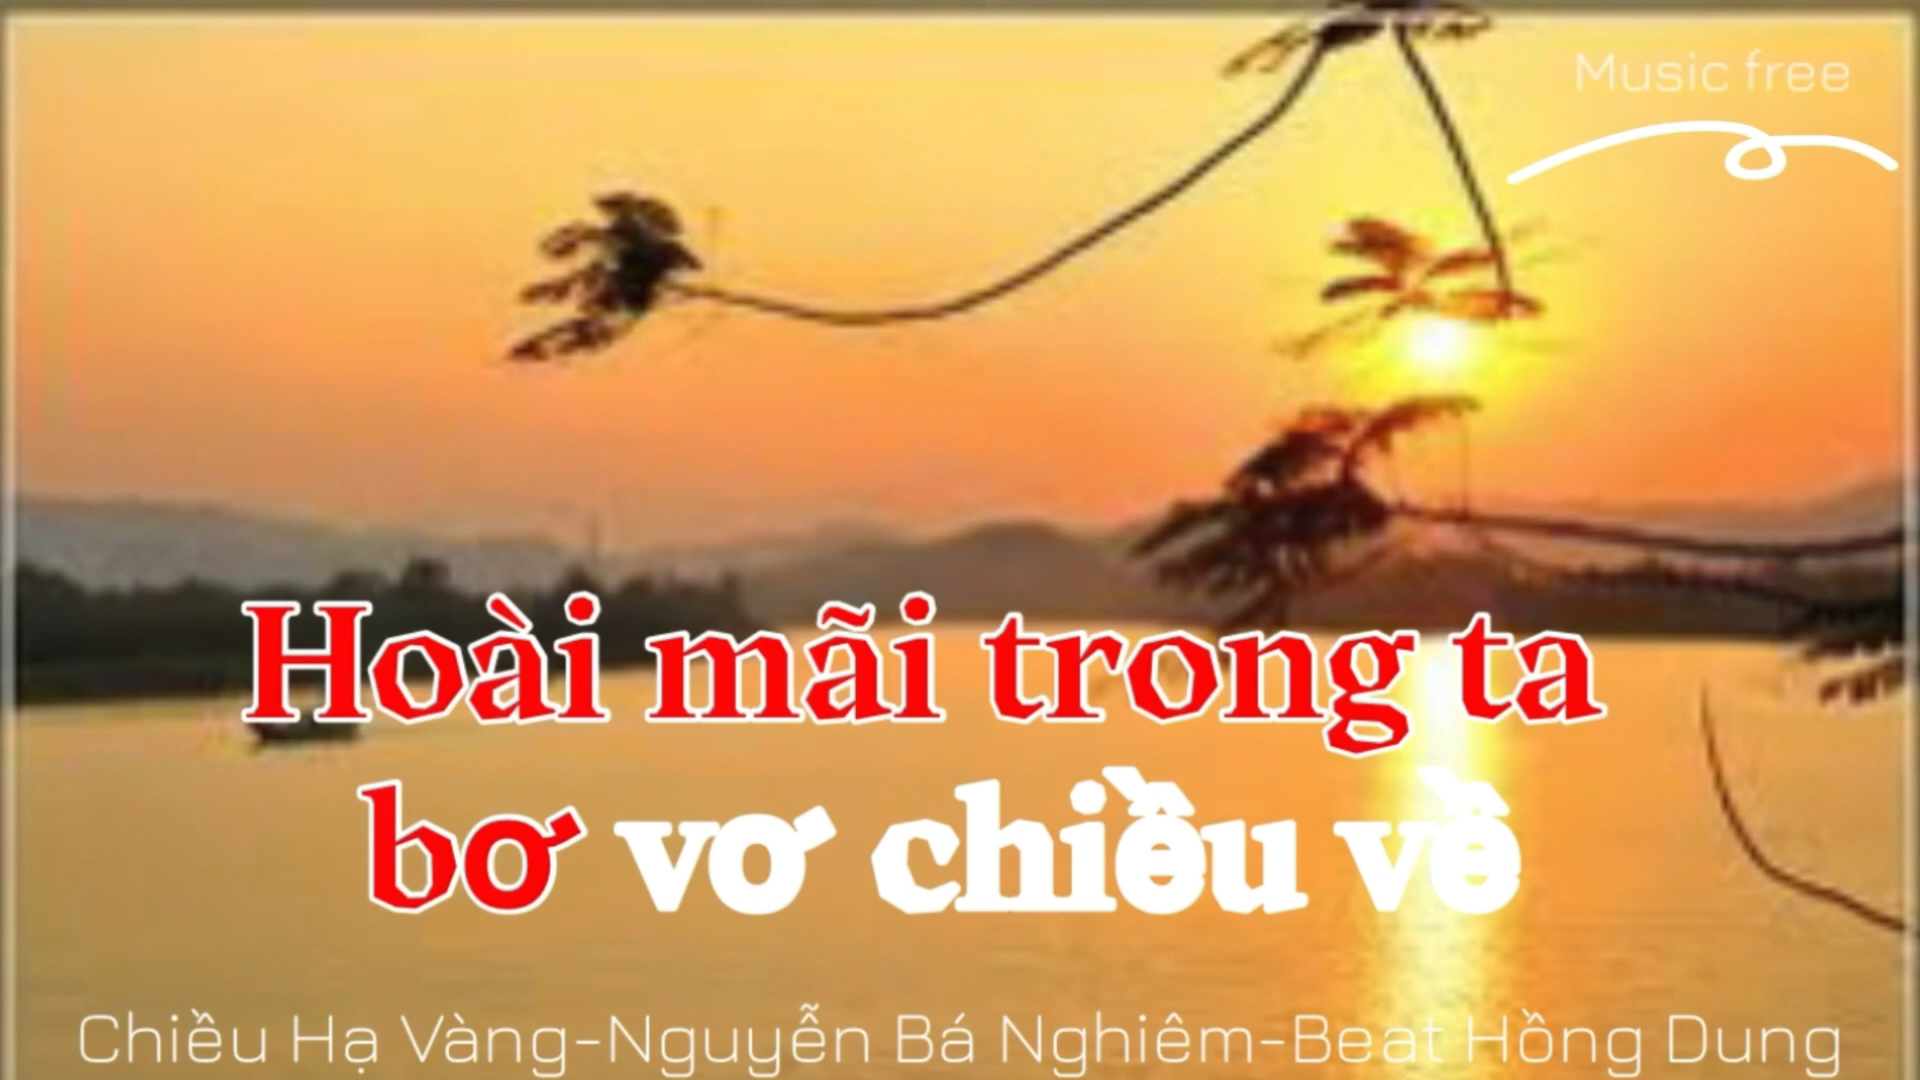 Music free
Hoài mãi trong ta
bơ vơ chiều về
Chiều Hạ Vàng-Nguyễn Bá Nghiêm-Beat Hồng Dung